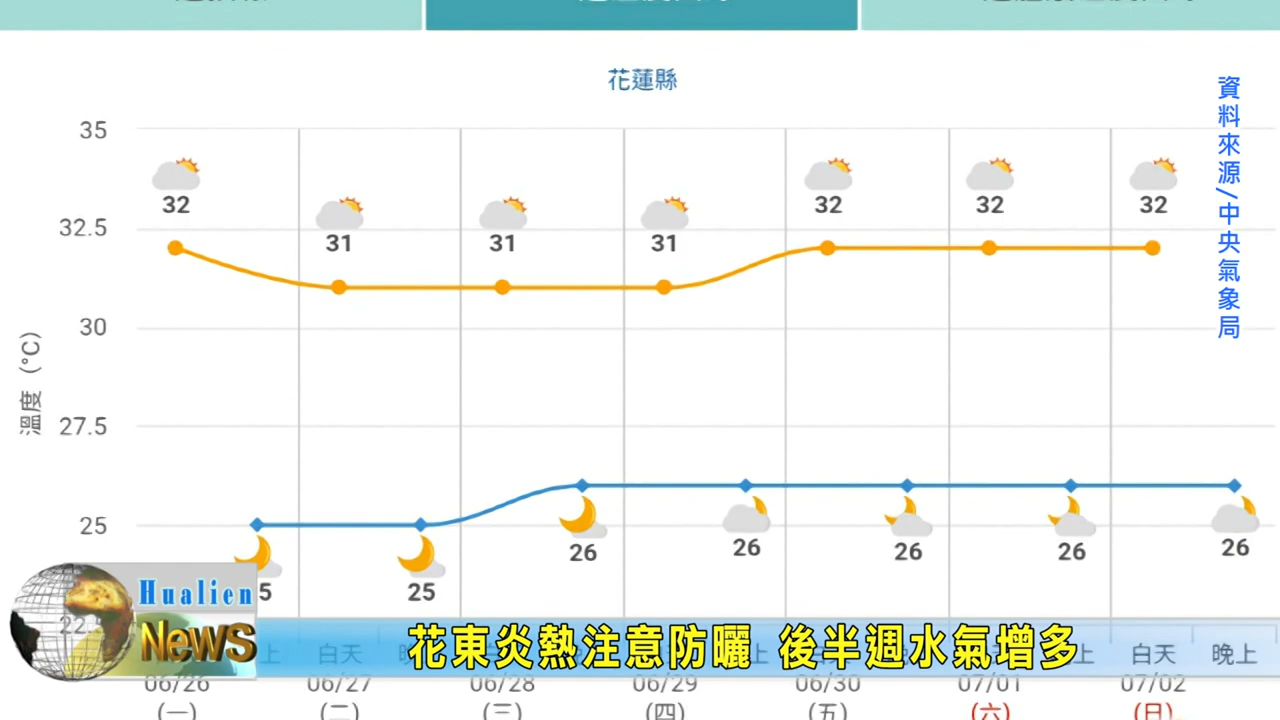 花蓮縣
資料來源/中央氣象局
溫度 (°C)
35
32.5
30
27.5
25
32
31
31
31
32
32
32
25
26
26
26
26
26
Hualien
NewS
花東炎熱注意防曬 後半週水氣增多
白天
白天 晚上
06/26 06/27 06/28 06/29 06/30 07/01 07/02
(一) (二) (三) (四) (五) (六) (日)